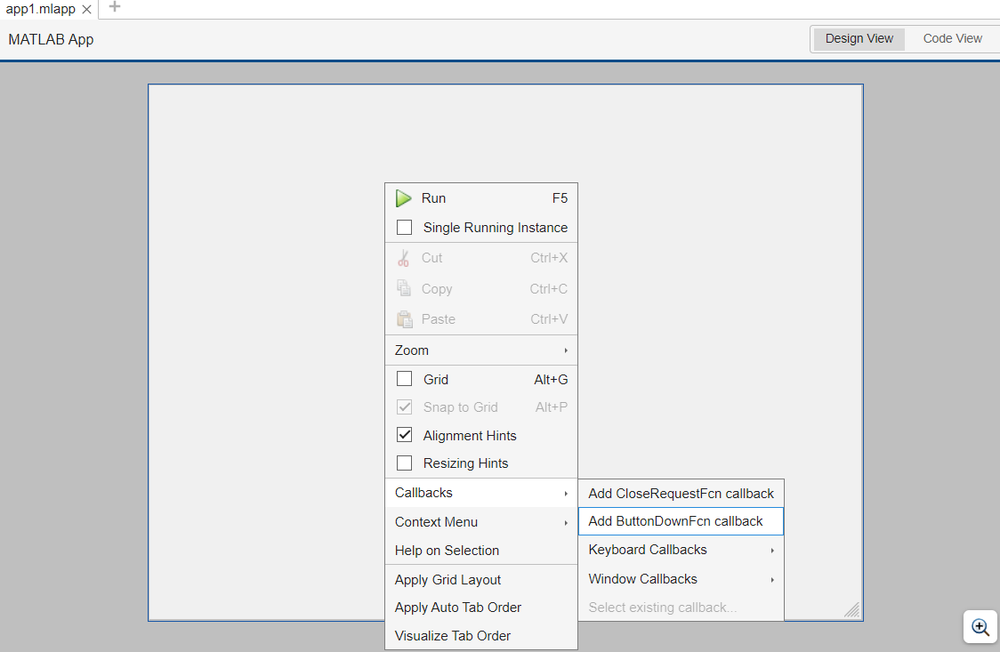 app1.mlapp
MATLAB App
Design View
Code View
Run F5
Single Running Instance
Cut Ctrl+X
Copy Ctrl+C
Paste Ctrl+V
Zoom
Grid Alt+G
Snap to Grid Alt+P
Alignment Hints
Resizing Hints
Callbacks
Context Menu
Help on Selection
Apply Grid Layout
Apply Auto Tab Order
Visualize Tab Order
Add CloseRequestFcn callback
Add ButtonDownFcn callback
Keyboard Callbacks
Window Callbacks
Select existing callback...